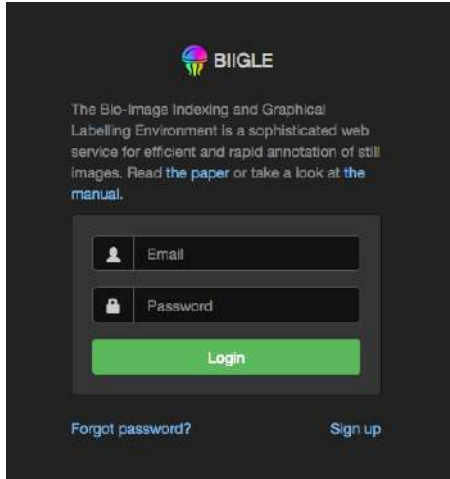 BIIGLE
The Bio-Image Indexing and Graphical
Labelling Environment is a sophisticated web
service for efficient and rapid annotation of still
images. Read the paper or take a look at the
manual.
Email
Password
Login
Forgot password? Sign up